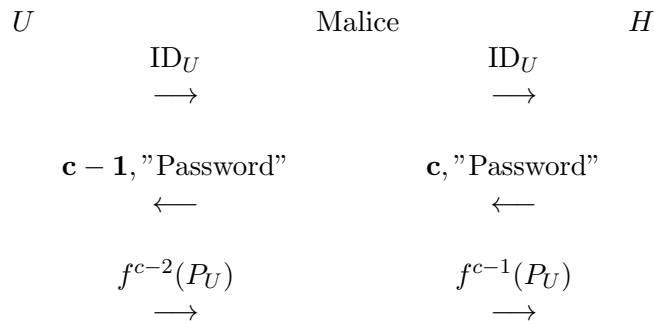 U Malice H
ID_U ID_U
⟶ ⟶
c − 1, ”Password” c, ”Password”
⟵ ⟵
f^{c−2}(P_U) f^{c−1}(P_U)
⟶ ⟶